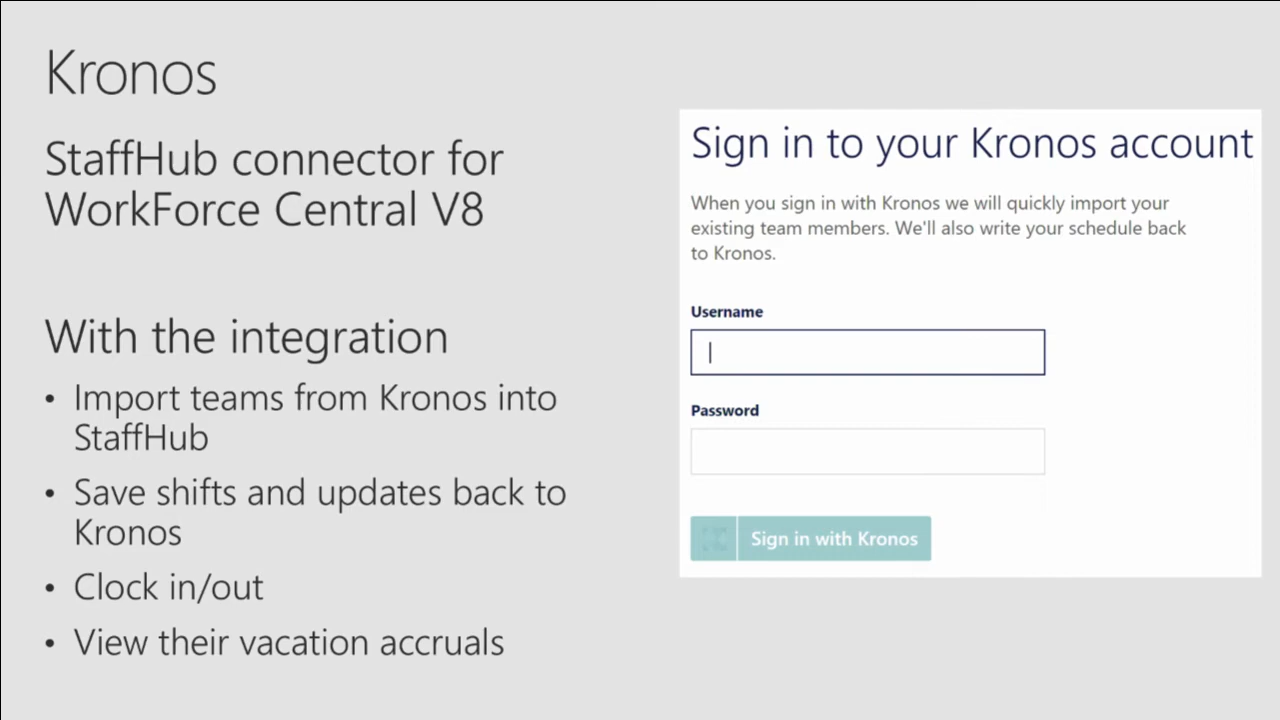 Kronos
StaffHub connector for
WorkForce Central V8
With the integration
• Import teams from Kronos into
StaffHub
• Save shifts and updates back to
Kronos
• Clock in/out
• View their vacation accruals
Sign in to your Kronos account
When you sign in with Kronos we will quickly import your
existing team members. We'll also write your schedule back
to Kronos.
Username
Password
Sign in with Kronos